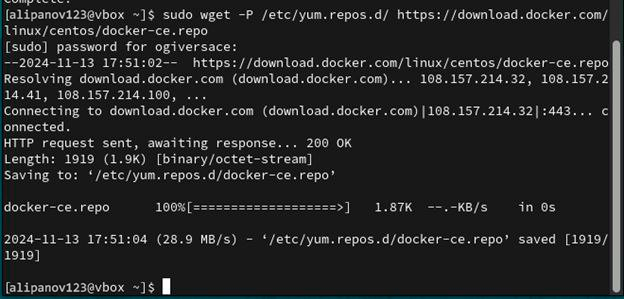 [alipanov123@vbox ~]$ sudo wget -P /etc/yum.repos.d/ https://download.docker.com/
linux/centos/docker-ce.repo
[sudo] password for ogiversace:
--2024-11-13 17:51:02--  https://download.docker.com/linux/centos/docker-ce.repo
Resolving download.docker.com (download.docker.com)... 108.157.214.32, 108.157.2
14.41, 108.157.214.100, ...
Connecting to download.docker.com (download.docker.com)|108.157.214.32|:443... c
onnected.
HTTP request sent, awaiting response... 200 OK
Length: 1919 (1.9K) [binary/octet-stream]
Saving to: ‘/etc/yum.repos.d/docker-ce.repo’
docker-ce.repo      100%[===================>]   1.87K  --.-KB/s    in 0s
2024-11-13 17:51:04 (28.9 MB/s) - ‘/etc/yum.repos.d/docker-ce.repo’ saved [1919/
1919]
[alipanov123@vbox ~]$